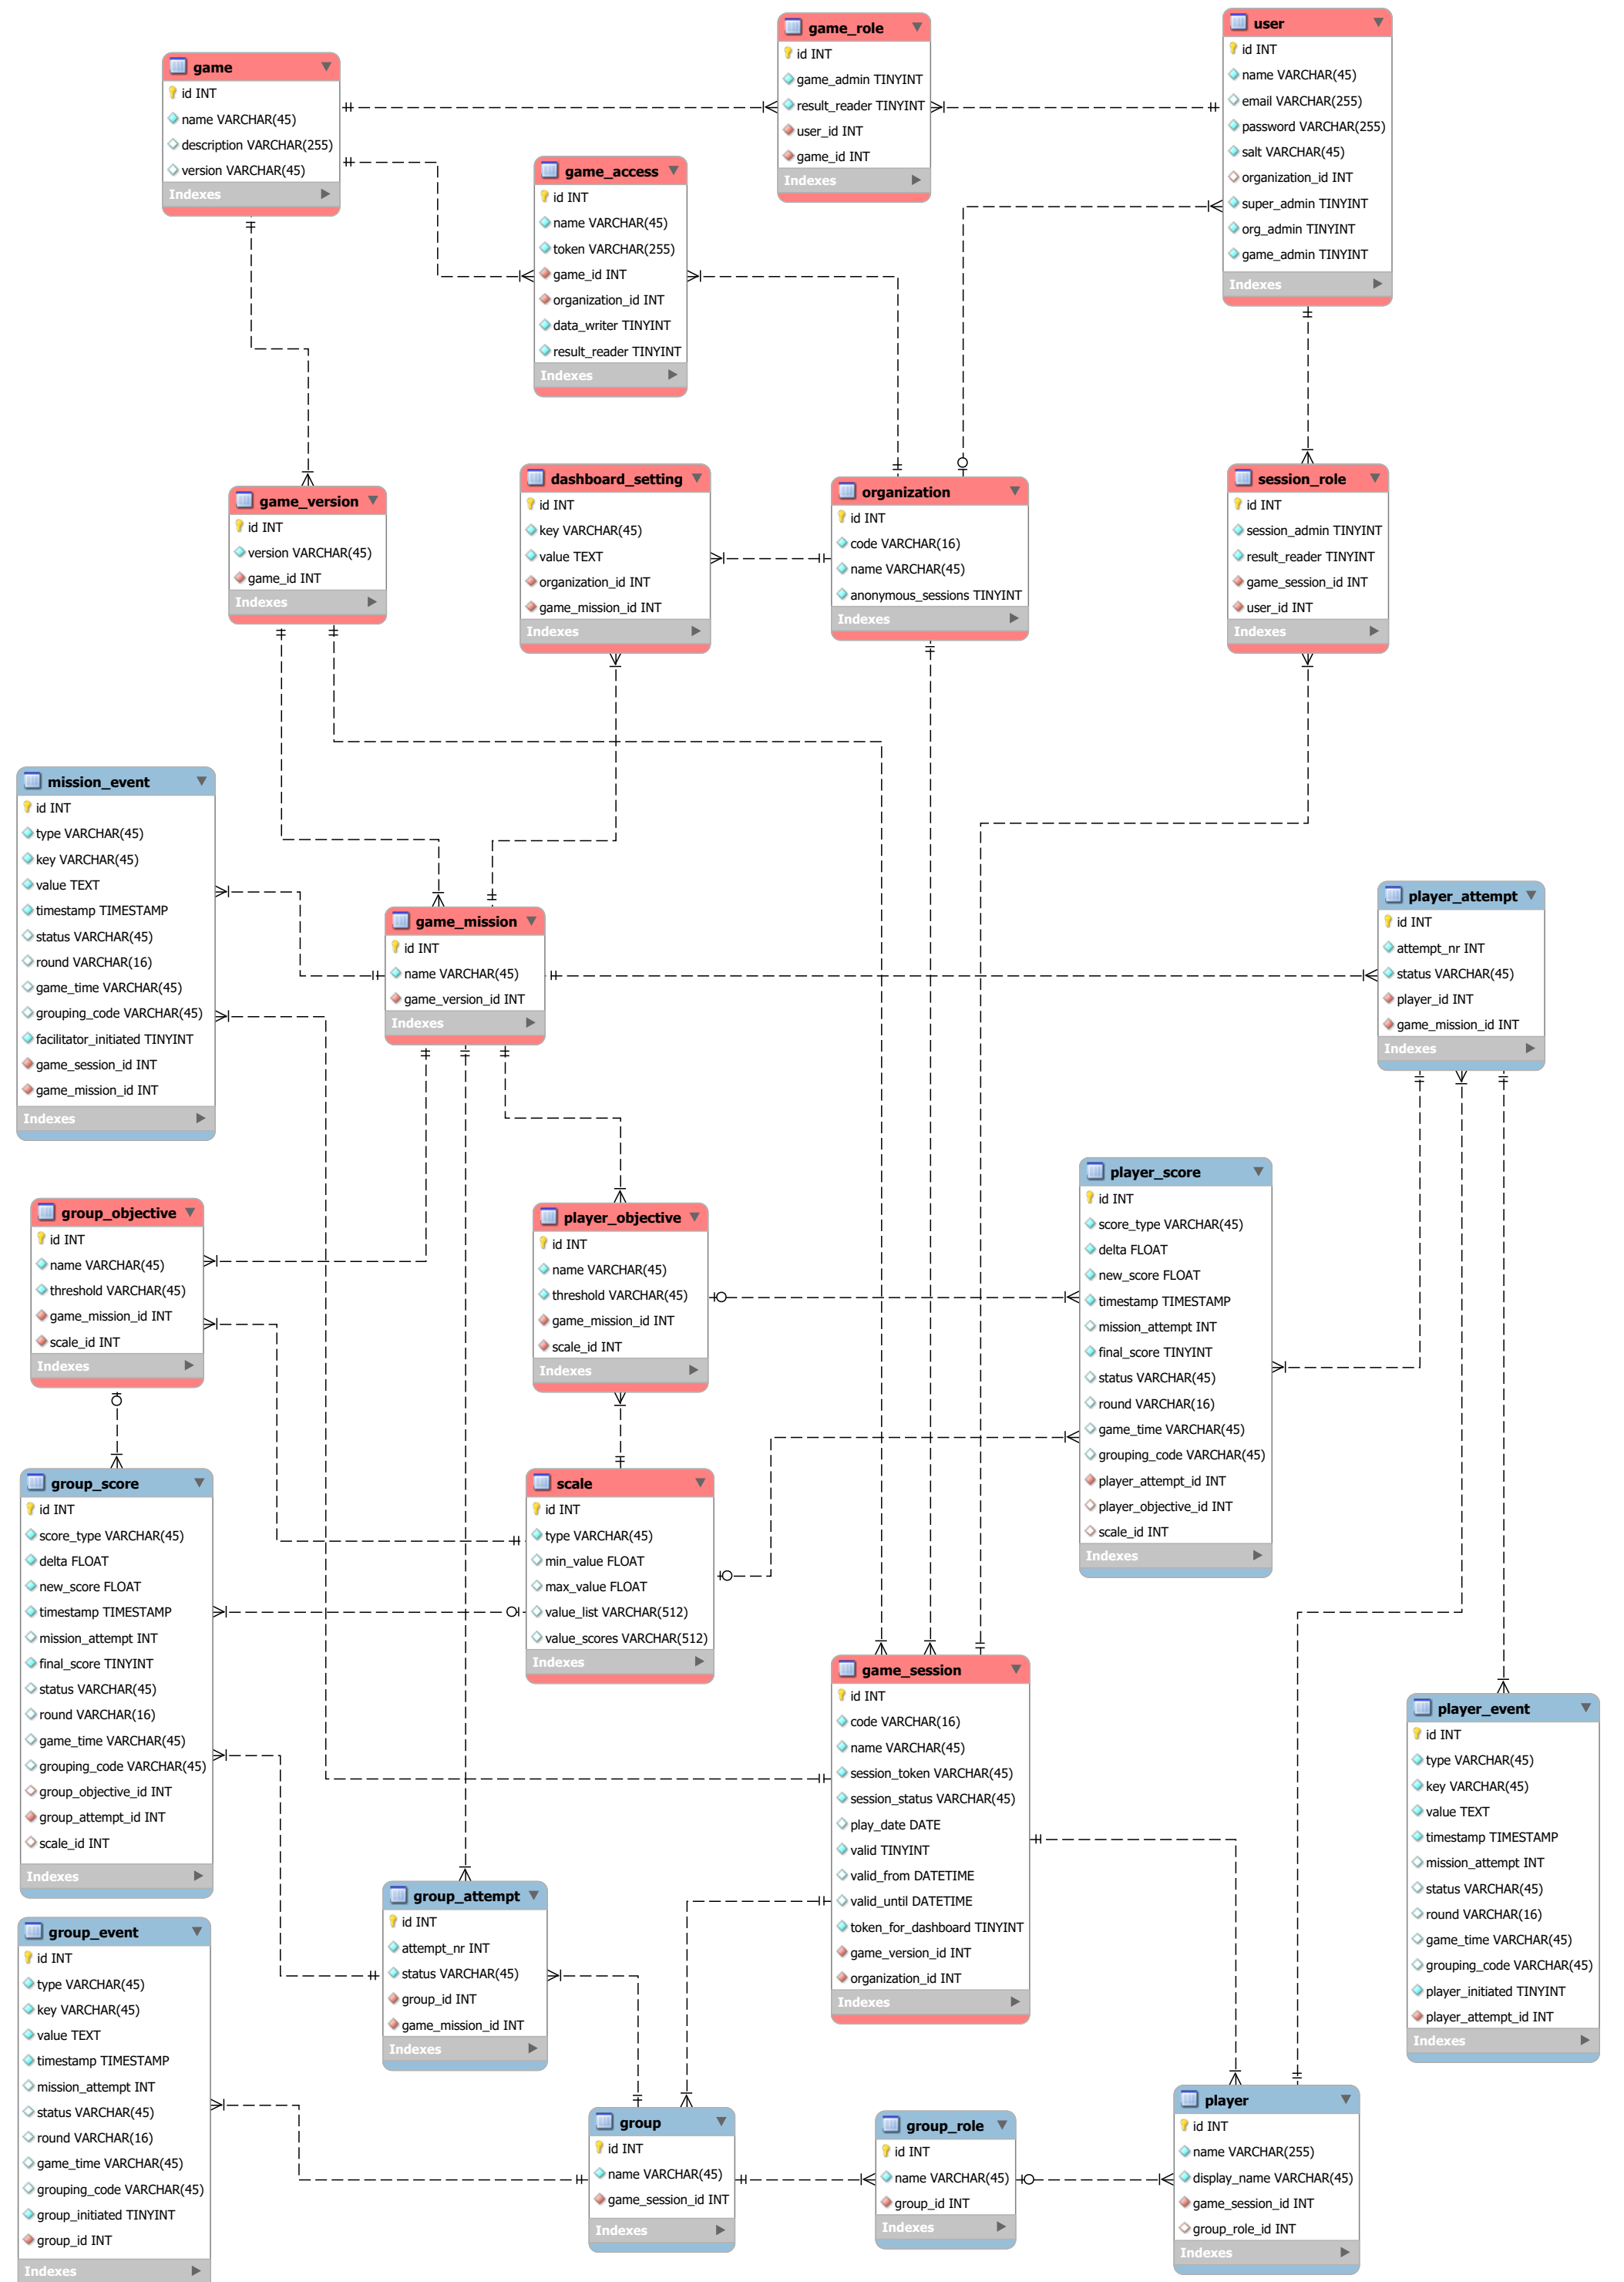 game_role
id INT
game_admin TINYINT
result_reader TINYINT
user_id INT
game_id INT
Indexes
user
id INT
name VARCHAR(45)
email VARCHAR(255)
password VARCHAR(255)
salt VARCHAR(45)
organization_id INT
super_admin TINYINT
org_admin TINYINT
game_admin TINYINT
Indexes
game
id INT
name VARCHAR(45)
description VARCHAR(255)
version VARCHAR(45)
Indexes
game_access
id INT
name VARCHAR(45)
token VARCHAR(255)
game_id INT
organization_id INT
data_writer TINYINT
result_reader TINYINT
Indexes
game_version
id INT
version VARCHAR(45)
game_id INT
Indexes
dashboard_setting
id INT
key VARCHAR(45)
value TEXT
organization_id INT
game_mission_id INT
Indexes
organization
id INT
code VARCHAR(16)
name VARCHAR(45)
anonymous_sessions TINYINT
Indexes
session_role
id INT
session_admin TINYINT
result_reader TINYINT
game_session_id INT
user_id INT
Indexes
mission_event
id INT
type VARCHAR(45)
key VARCHAR(45)
value TEXT
timestamp TIMESTAMP
status VARCHAR(45)
round VARCHAR(16)
game_time VARCHAR(45)
grouping_code VARCHAR(45)
facilitator_initiated TINYINT
game_session_id INT
game_mission_id INT
Indexes
game_mission
id INT
name VARCHAR(45)
game_version_id INT
Indexes
player_attempt
id INT
attempt_nr INT
status VARCHAR(45)
player_id INT
game_mission_id INT
Indexes
group_objective
id INT
name VARCHAR(45)
threshold VARCHAR(45)
game_mission_id INT
scale_id INT
Indexes
player_objective
id INT
name VARCHAR(45)
threshold VARCHAR(45)
game_mission_id INT
scale_id INT
Indexes
player_score
id INT
score_type VARCHAR(45)
delta FLOAT
new_score FLOAT
timestamp TIMESTAMP
mission_attempt INT
final_score TINYINT
status VARCHAR(45)
round VARCHAR(16)
game_time VARCHAR(45)
grouping_code VARCHAR(45)
player_attempt_id INT
player_objective_id INT
scale_id INT
Indexes
group_score
id INT
score_type VARCHAR(45)
delta FLOAT
new_score FLOAT
timestamp TIMESTAMP
mission_attempt INT
final_score TINYINT
status VARCHAR(45)
round VARCHAR(16)
game_time VARCHAR(45)
grouping_code VARCHAR(45)
group_objective_id INT
group_attempt_id INT
scale_id INT
Indexes
scale
id INT
type VARCHAR(45)
min_value FLOAT
max_value FLOAT
value_list VARCHAR(512)
value_scores VARCHAR(512)
Indexes
game_session
id INT
code VARCHAR(16)
name VARCHAR(45)
session_token VARCHAR(45)
session_status VARCHAR(45)
play_date DATE
valid TINYINT
valid_from DATETIME
valid_until DATETIME
token_for_dashboard TINYINT
game_version_id INT
organization_id INT
Indexes
player_event
id INT
type VARCHAR(45)
key VARCHAR(45)
value TEXT
timestamp TIMESTAMP
mission_attempt INT
status VARCHAR(45)
round VARCHAR(16)
game_time VARCHAR(45)
grouping_code VARCHAR(45)
player_initiated TINYINT
player_attempt_id INT
Indexes
group_attempt
id INT
attempt_nr INT
status VARCHAR(45)
group_id INT
game_mission_id INT
Indexes
group_event
id INT
type VARCHAR(45)
key VARCHAR(45)
value TEXT
timestamp TIMESTAMP
mission_attempt INT
status VARCHAR(45)
round VARCHAR(16)
game_time VARCHAR(45)
grouping_code VARCHAR(45)
group_initiated TINYINT
group_id INT
Indexes
group
id INT
name VARCHAR(45)
game_session_id INT
Indexes
group_role
id INT
name VARCHAR(45)
group_id INT
Indexes
player
id INT
name VARCHAR(255)
display_name VARCHAR(45)
game_session_id INT
group_role_id INT
Indexes